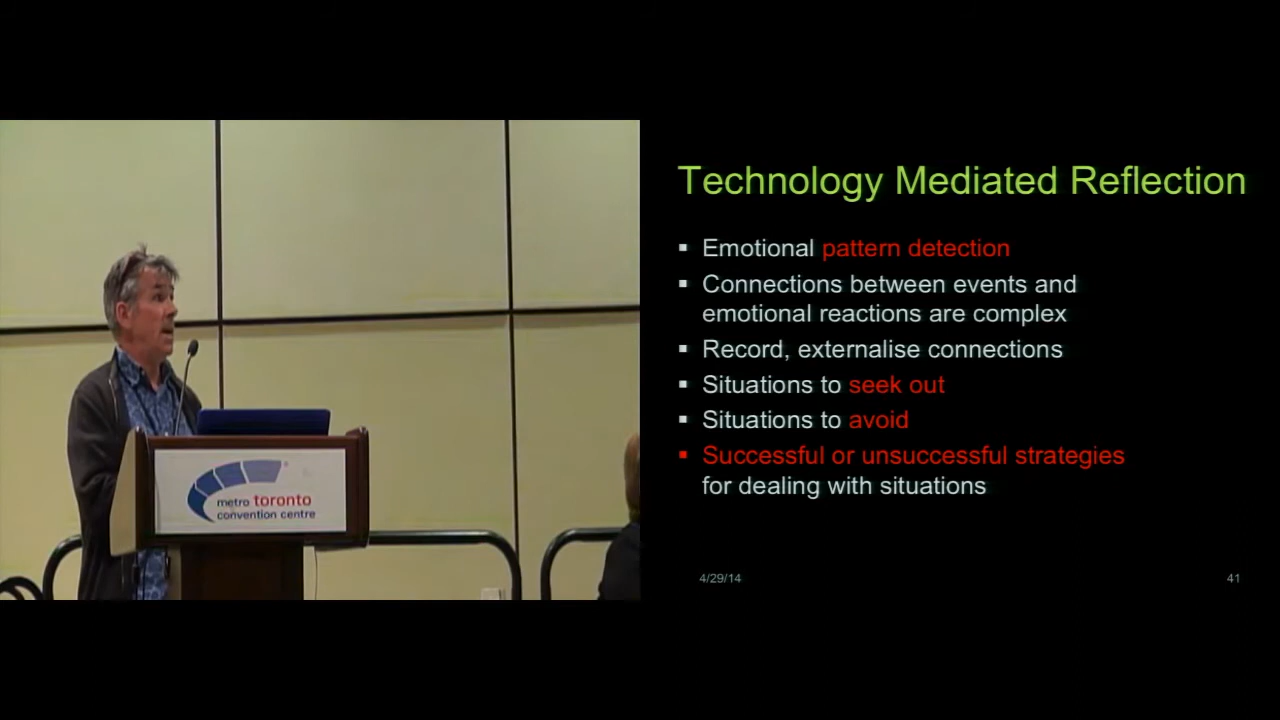 metro toronto
convention centre
Technology Mediated Reflection
▪ Emotional pattern detection
▪ Connections between events and
emotional reactions are complex
▪ Record, externalise connections
▪ Situations to seek out
▪ Situations to avoid
▪ Successful or unsuccessful strategies
for dealing with situations
4/29/14
41